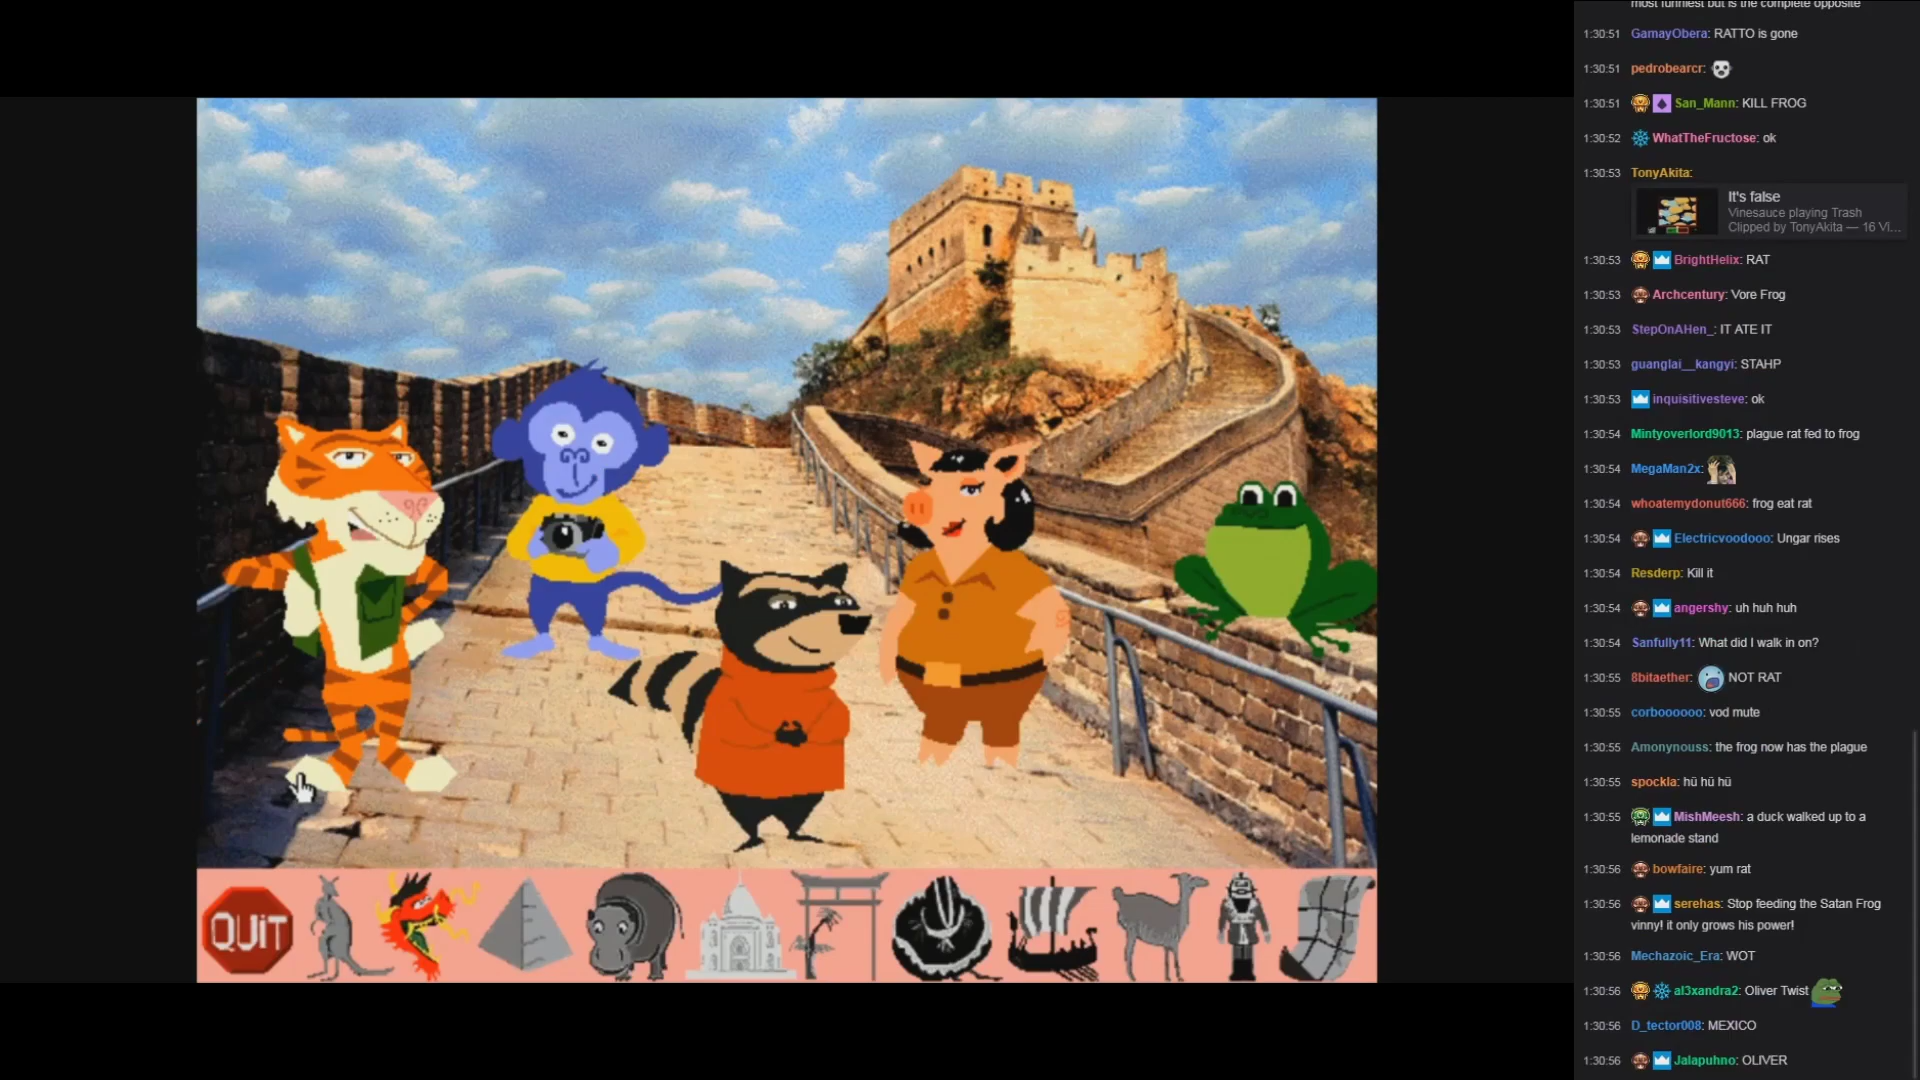 most funniest but is the complete opposite
1:30:51 GamayObera: RATTO is gone
1:30:51 pedrobearcr:
1:30:51 San_Mann: KILL FROG
1:30:52 WhatTheFructose: ok
1:30:53 TonyAkita:
It's false
Vinesauce playing Trash
Clipped by TonyAkita — 16 Vi...
1:30:53 BrightHelix: RAT
1:30:53 Archcentury: Vore Frog
1:30:53 StepOnAHen_: IT ATE IT
1:30:53 guanglai__kangyi: STAHP
1:30:53 inquisitivesteve: ok
1:30:54 Mintyoverlord9013: plague rat fed to frog
1:30:54 MegaMan2x:
1:30:54 whoatemydonut666: frog eat rat
1:30:54 Electricvoodooo: Ungar rises
1:30:54 Resderp: Kill it
1:30:54 angershy: uh huh huh
1:30:54 Sanfully11: What did I walk in on?
1:30:55 8bitaether: NOT RAT
1:30:55 corboooooo: vod mute
1:30:55 Amonynouss: the frog now has the plague
1:30:55 spockla: hü hü hü
1:30:55 MishMeesh: a duck walked up to a
lemonade stand
1:30:56 bowfaire: yum rat
1:30:56 serehas: Stop feeding the Satan Frog
vinny! it only grows his power!
1:30:56 Mechazoic_Era: WOT
1:30:56 al3xandra2: Oliver Twist
1:30:56 D_tector008: MEXICO
1:30:56 Jalapuhno: OLIVER
QUIT